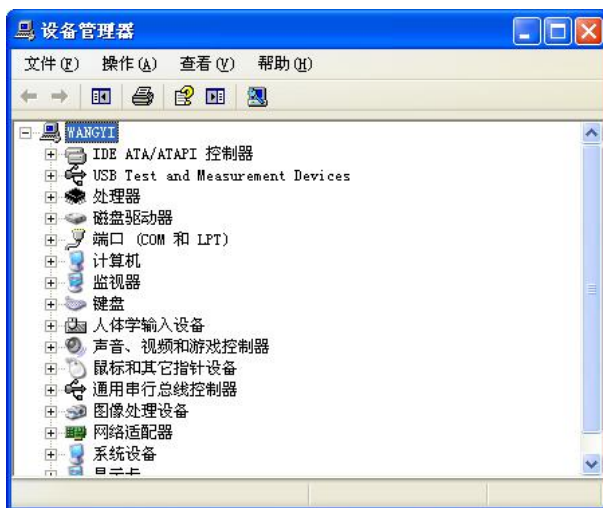 设备管理器
文件(F) 操作(A) 查看(V) 帮助(H)
WANGYI
IDE ATA/ATAPI 控制器
USB Test and Measurement Devices
处理器
磁盘驱动器
端口 (COM 和 LPT)
计算机
监视器
键盘
人体学输入设备
声音、视频和游戏控制器
鼠标和其它指针设备
通用串行总线控制器
图像处理设备
网络适配器
系统设备
显示卡